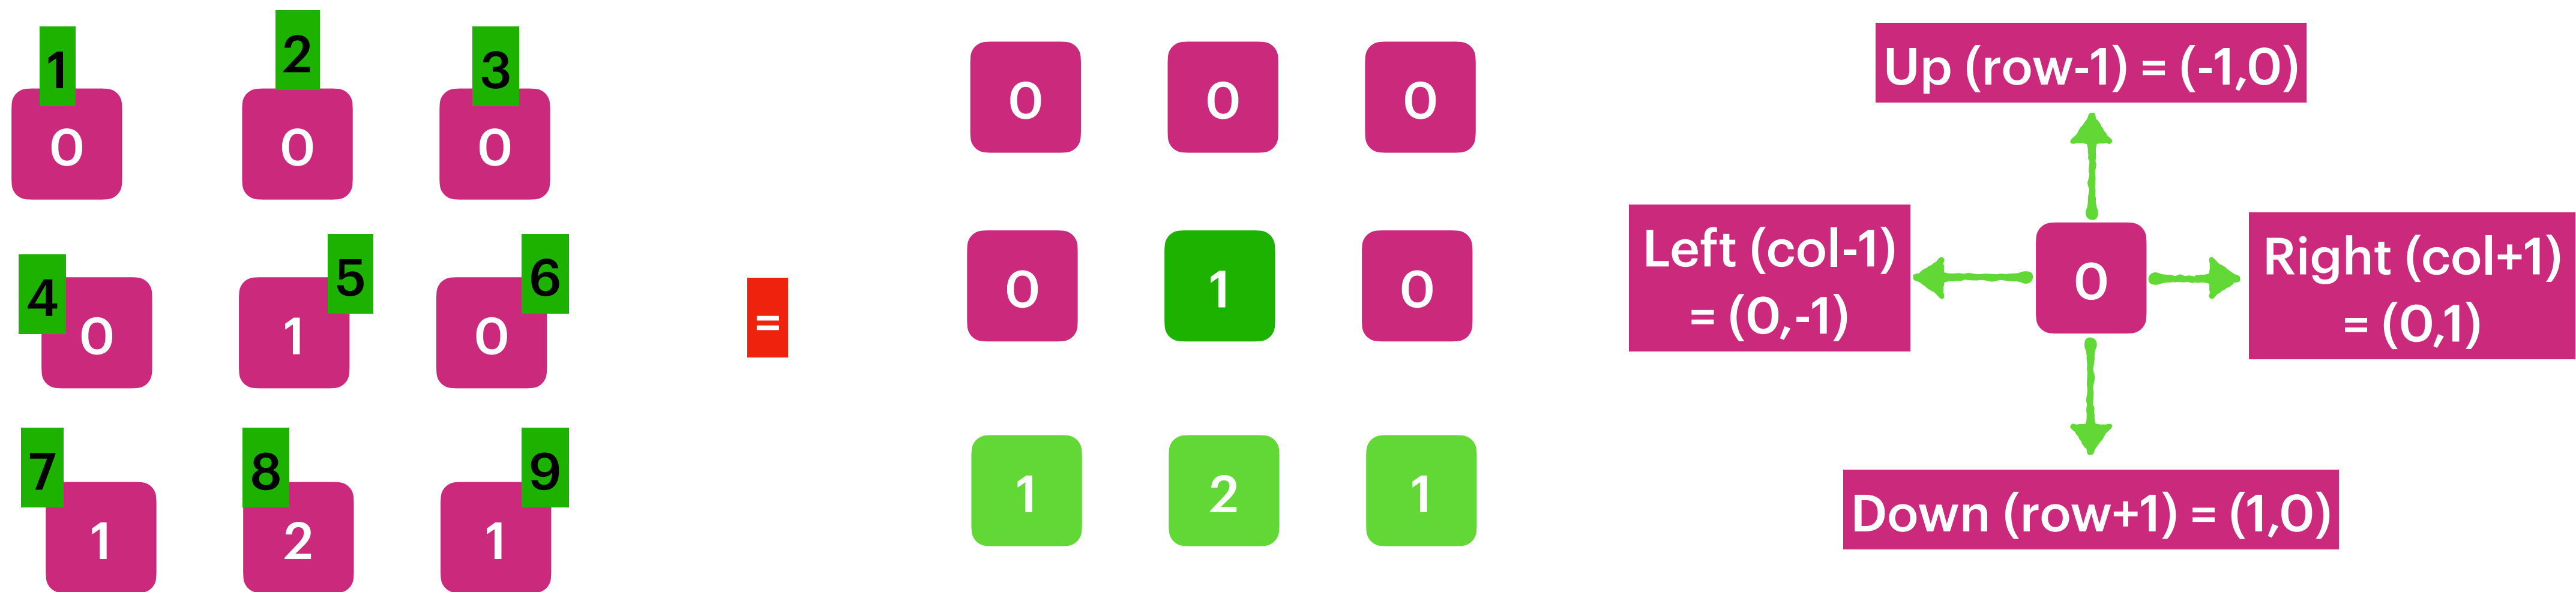 1 2 3
0 0 0
4 5 6
0 1 0
7 8 9
1 2 1
=
0 0 0
0 1 0
1 2 1
Up (row-1) = (-1,0)
Left (col-1)
= (0,-1)
0
Right (col+1)
= (0,1)
Down (row+1) = (1,0)